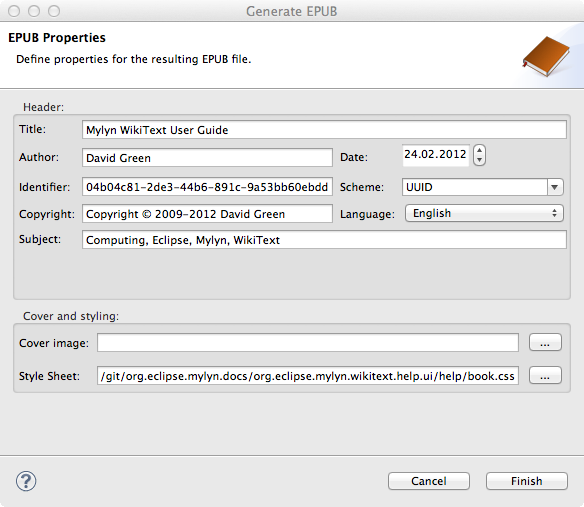 Generate EPUB
EPUB Properties
Define properties for the resulting EPUB file.
Header:
Title: Mylyn WikiText User Guide
Author: David Green Date: 24.02.2012
Identifier: 04b04c81-2de3-44b6-891c-9a53bb60ebdd Scheme: UUID
Copyright: Copyright © 2009-2012 David Green Language: English
Subject: Computing, Eclipse, Mylyn, WikiText
Cover and styling:
Cover image: ...
Style Sheet: /git/org.eclipse.mylyn.docs/org.eclipse.mylyn.wikitext.help.ui/help/book.css ...
? Cancel Finish